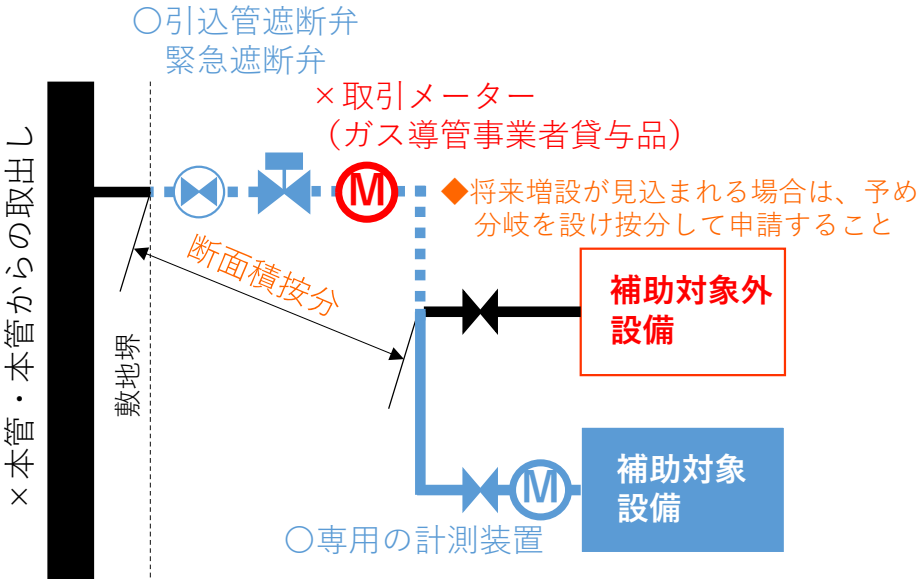 ○引込管遮断弁
緊急遮断弁
×取引メーター
（ガス導管事業者貸与品）
×本管・本管からの取出し
M
◆将来増設が見込まれる場合は、予め
分岐を設け按分して申請すること
断面積按分
敷地堺
補助対象外
設備
M
補助対象
設備
○専用の計測装置